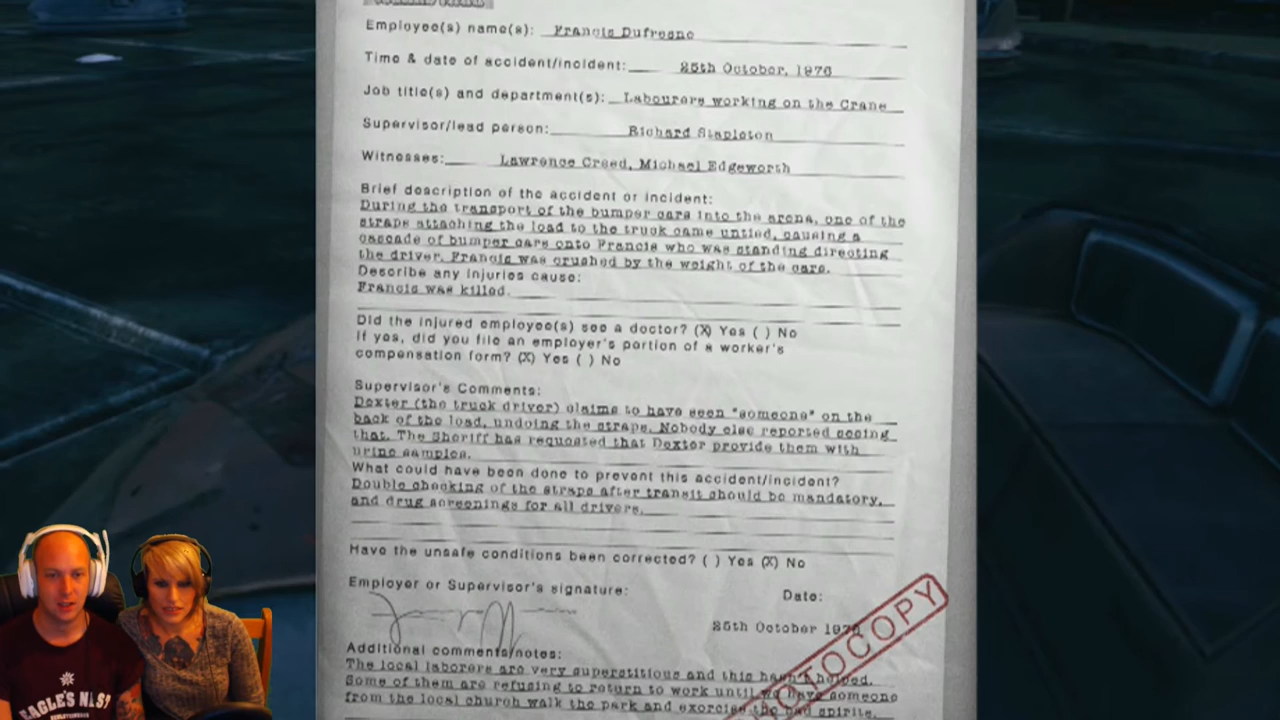 Employee(s) name(s): Francis Dufresne
Time & date of accident/incident: 25th October, 1976
Job title(s) and department(s): Labourers working on the Crane
Supervisor/lead person: Richard Stapleton
Witnesses: Lawrence Creed, Michael Edgeworth
Brief description of the accident or incident:
During the transport of the bumper cars into the arena, one of the
straps attaching the load to the truck came untied, causing a
cascade of bumper cars onto Francis who was standing directing
the driver. Francis was crushed by the weight of the cars.
Describe any injuries cause:
Francis was killed.
Did the injured employee(s) see a doctor? (X) Yes ( ) No
If yes, did you file an employer's portion of a worker's
compensation form? (X) Yes ( ) No
Supervisor's Comments:
Dexter (the truck driver) claims to have seen "someone" on the
back of the load, undoing the straps. Nobody else reported seeing
that. The Sheriff has requested that Dexter provide them with
urine samples.
What could have been done to prevent this accident/incident?
Double checking of the straps after transit should be mandatory,
and drug screenings for all drivers.
Have the unsafe conditions been corrected? ( ) Yes (X) No
Employer or Supervisor's signature:
Date:
25th October 1976
Additional comments/notes:
The local laborers are very superstitious and this hasn't helped.
Some of them are refusing to return to work until we have someone
from the local church walk the park and exorcise the bad spirits.
OTOCOPY
EAGLE'S NEST